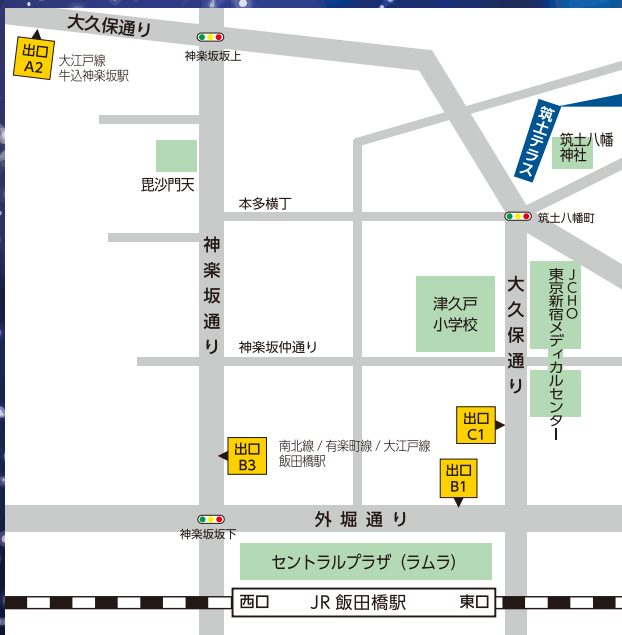 大久保通り
出口
A2
大江戸線
牛込神楽坂駅
神楽坂坂上
筑土テラス
筑土八幡
神社
毘沙門天
本多横丁
筑土八幡町
神楽坂通り
津久戸
小学校
大久保通り
JCHO
東京新宿メディカルセンター
神楽坂仲通り
出口
C1
出口
B3
南北線 / 有楽町線 / 大江戸線
飯田橋駅
出口
B1
神楽坂坂下
外堀通り
セントラルプラザ（ラムラ）
西口
JR 飯田橋駅
東口